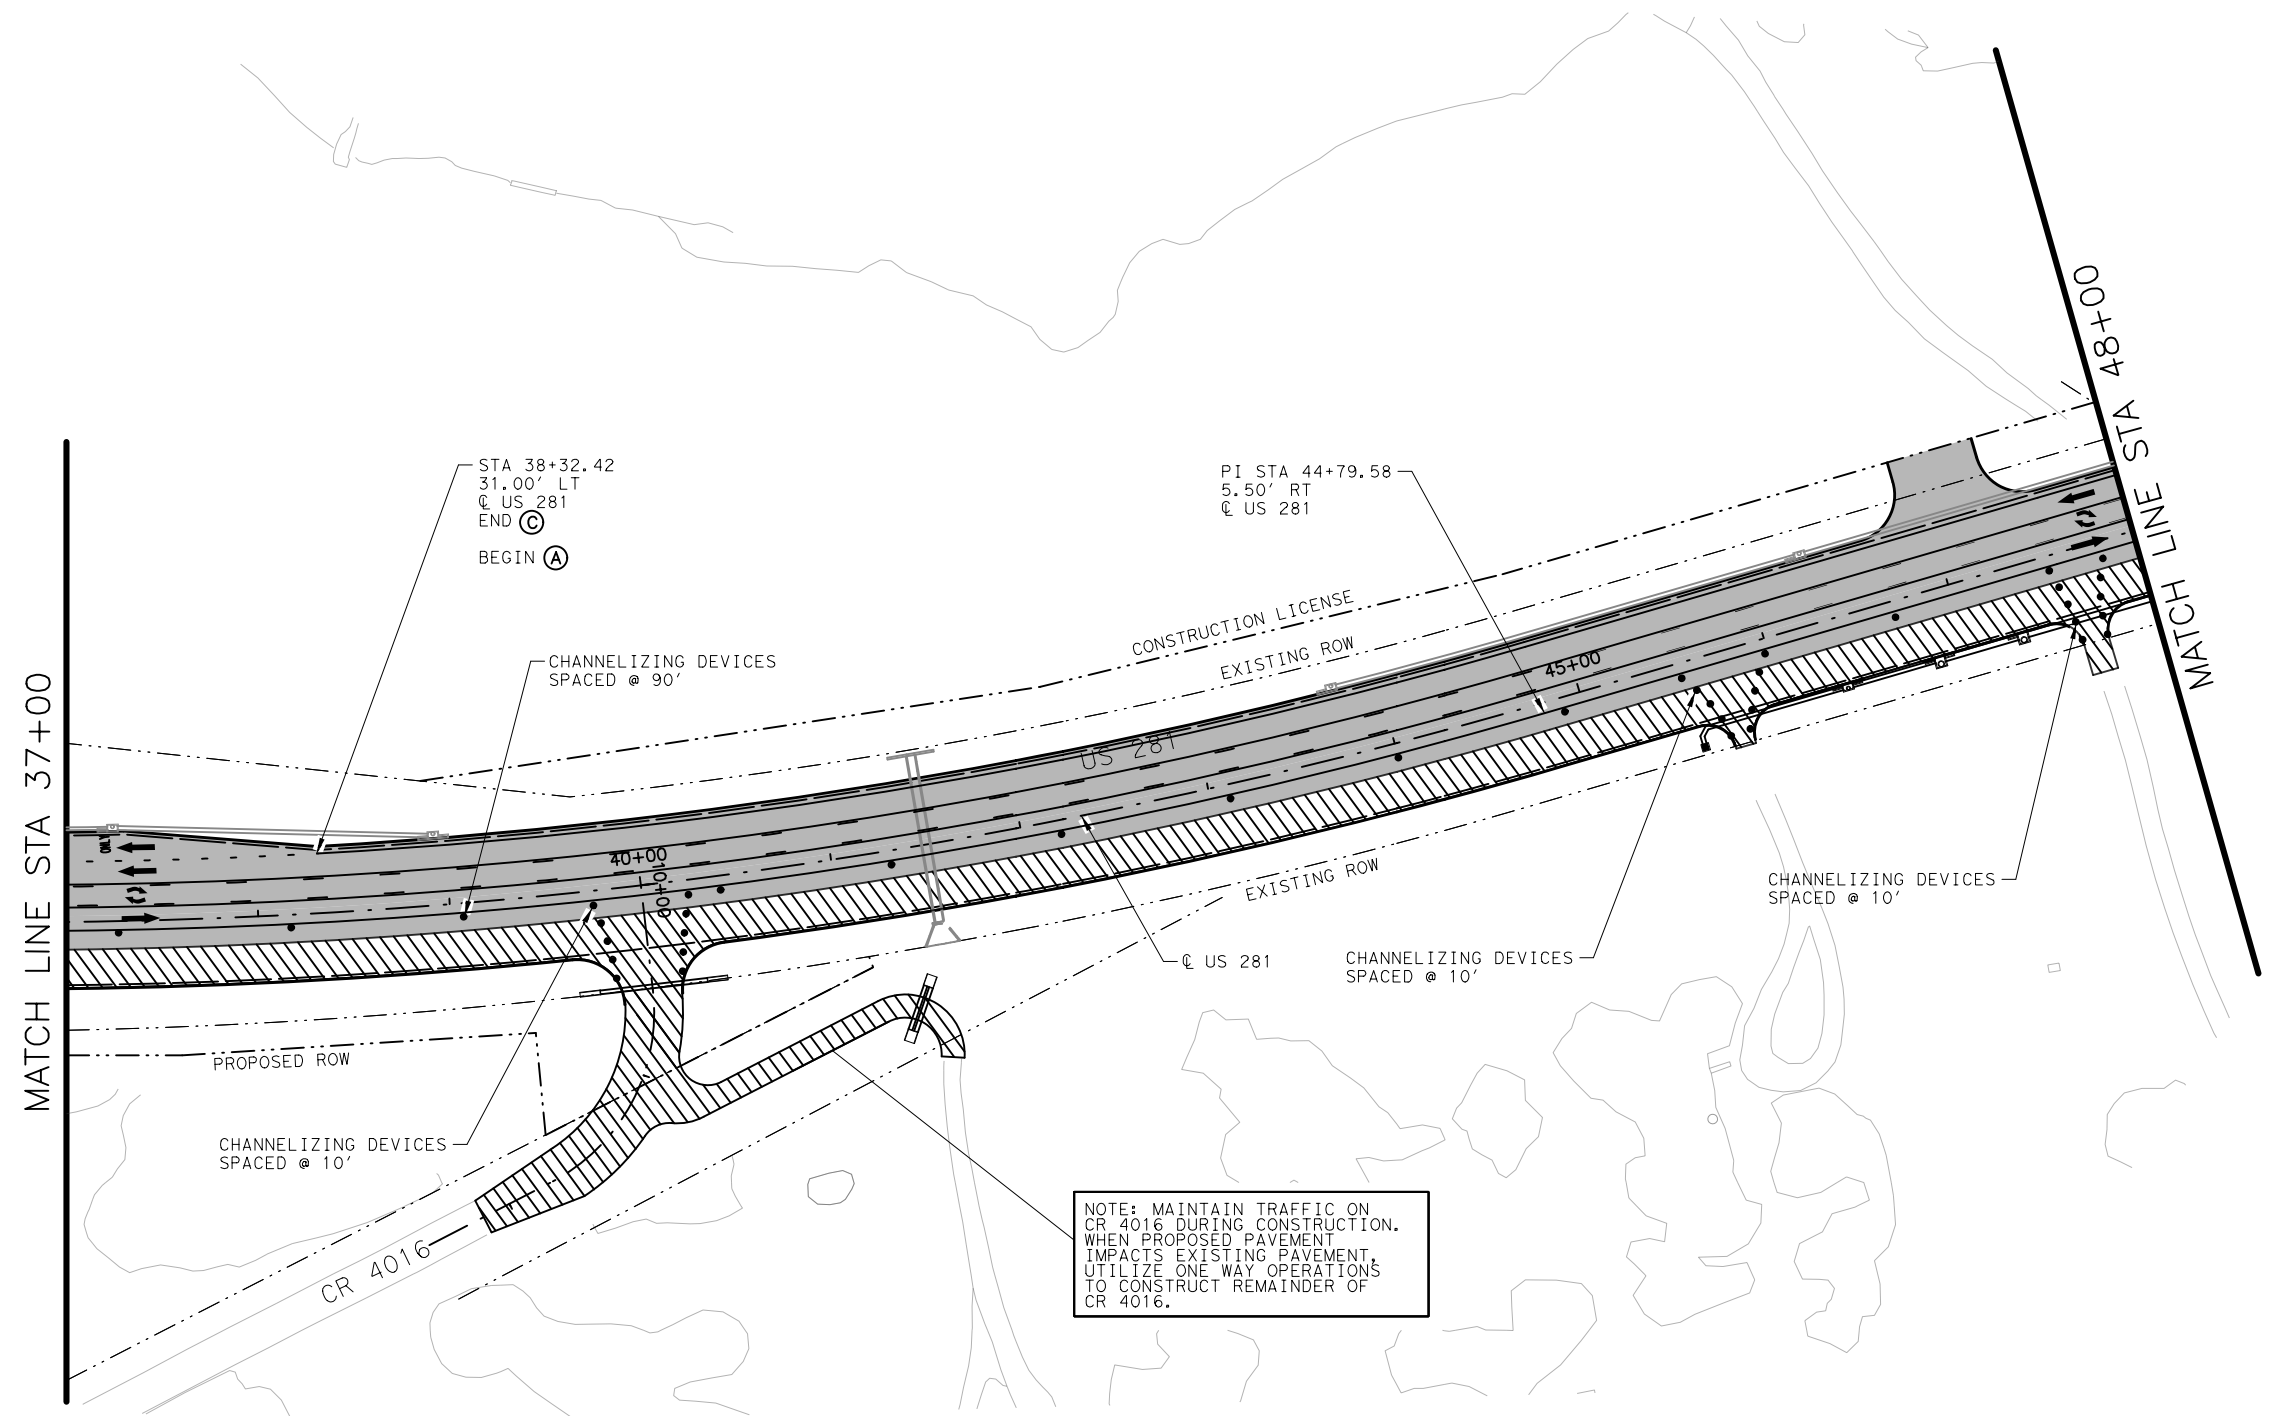 STA 38+32.42
31.00' LT
℄ US 281
END Ⓒ
BEGIN Ⓐ
PI STA 44+79.58
5.50' RT
℄ US 281
MATCH LINE STA 48+00
CONSTRUCTION LICENSE
EXISTING ROW
CHANNELIZING DEVICES
SPACED @ 90'
45+00
US 281
MATCH LINE STA 37+00
ONLY
40+00
10+00
EXISTING ROW
CHANNELIZING DEVICES
SPACED @ 10'
℄ US 281
CHANNELIZING DEVICES
SPACED @ 10'
PROPOSED ROW
CHANNELIZING DEVICES
SPACED @ 10'
CR 4016
NOTE: MAINTAIN TRAFFIC ON
CR 4016 DURING CONSTRUCTION.
WHEN PROPOSED PAVEMENT
IMPACTS EXISTING PAVEMENT,
UTILIZE ONE WAY OPERATIONS
TO CONSTRUCT REMAINDER OF
CR 4016.